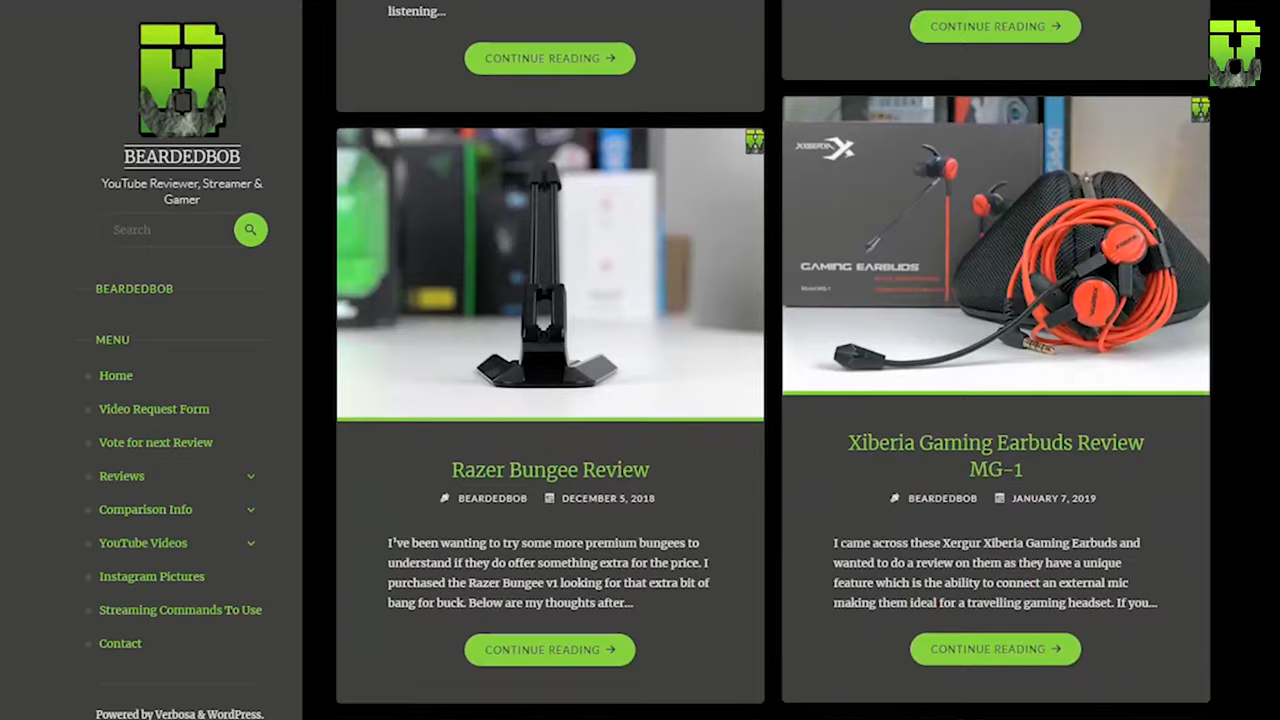 BEARDEDBOB
YouTube Reviewer, Streamer &
Gamer
Search
BEARDEDBOB
MENU
Home
Video Request Form
Vote for next Review
Reviews
Comparison Info
YouTube Videos
Instagram Pictures
Streaming Commands To Use
Contact
Powered by Verbosa & WordPress.
listening...
CONTINUE READING →
Razer Bungee Review
BEARDEDBOB DECEMBER 5, 2018
I've been wanting to try some more premium bungees to
understand if they do offer something extra for the price. I
purchased the Razer Bungee v1 looking for that extra bit of
bang for buck. Below are my thoughts after...
CONTINUE READING →
CONTINUE READING →
XIBERIA X
GAMING EARBUDS
Model MG-1
Xiberia Gaming Earbuds Review
MG-1
BEARDEDBOB JANUARY 7, 2019
I came across these Xergur Xiberia Gaming Earbuds and
wanted to do a review on them as they have a unique
feature which is the ability to connect an external mic
making them ideal for a travelling gaming headset. If you...
CONTINUE READING →